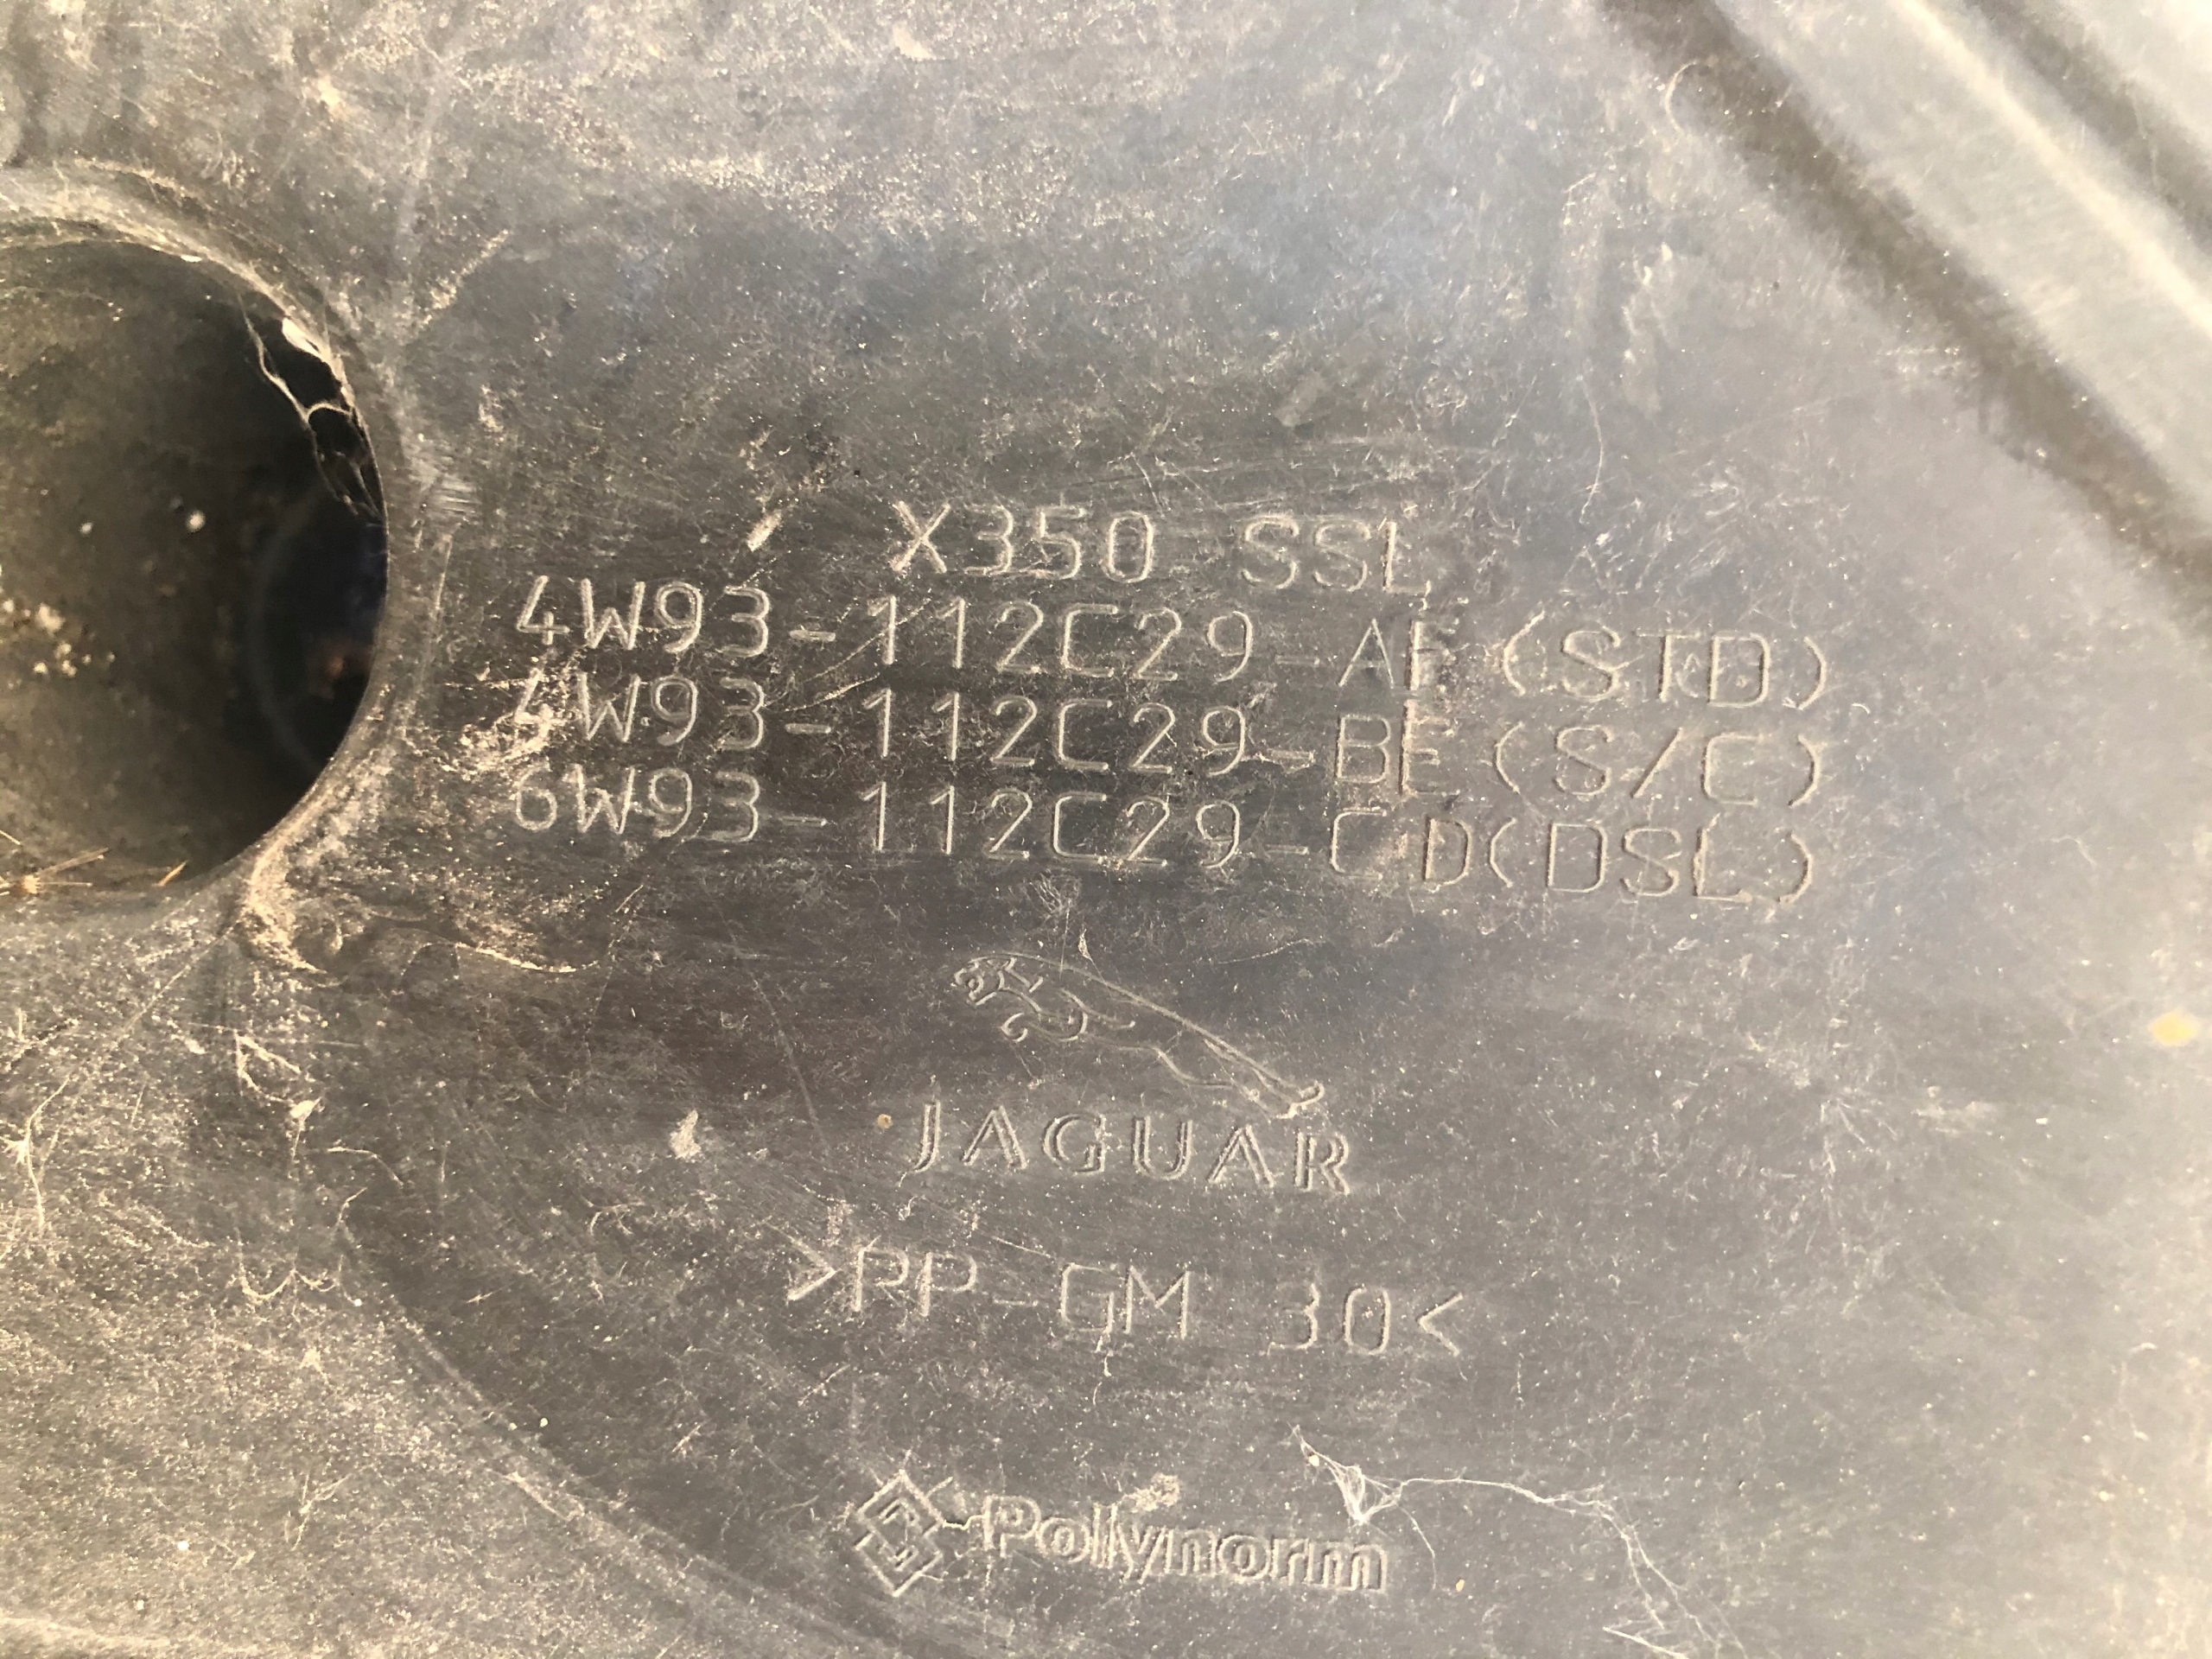 X350 SSL
4W93-112C29-AE(STD)
4W93-112C29-BE(S/C)
6W93-112C29-CD(DSL)
JAGUAR
>PP-GM 30<
Polynorm